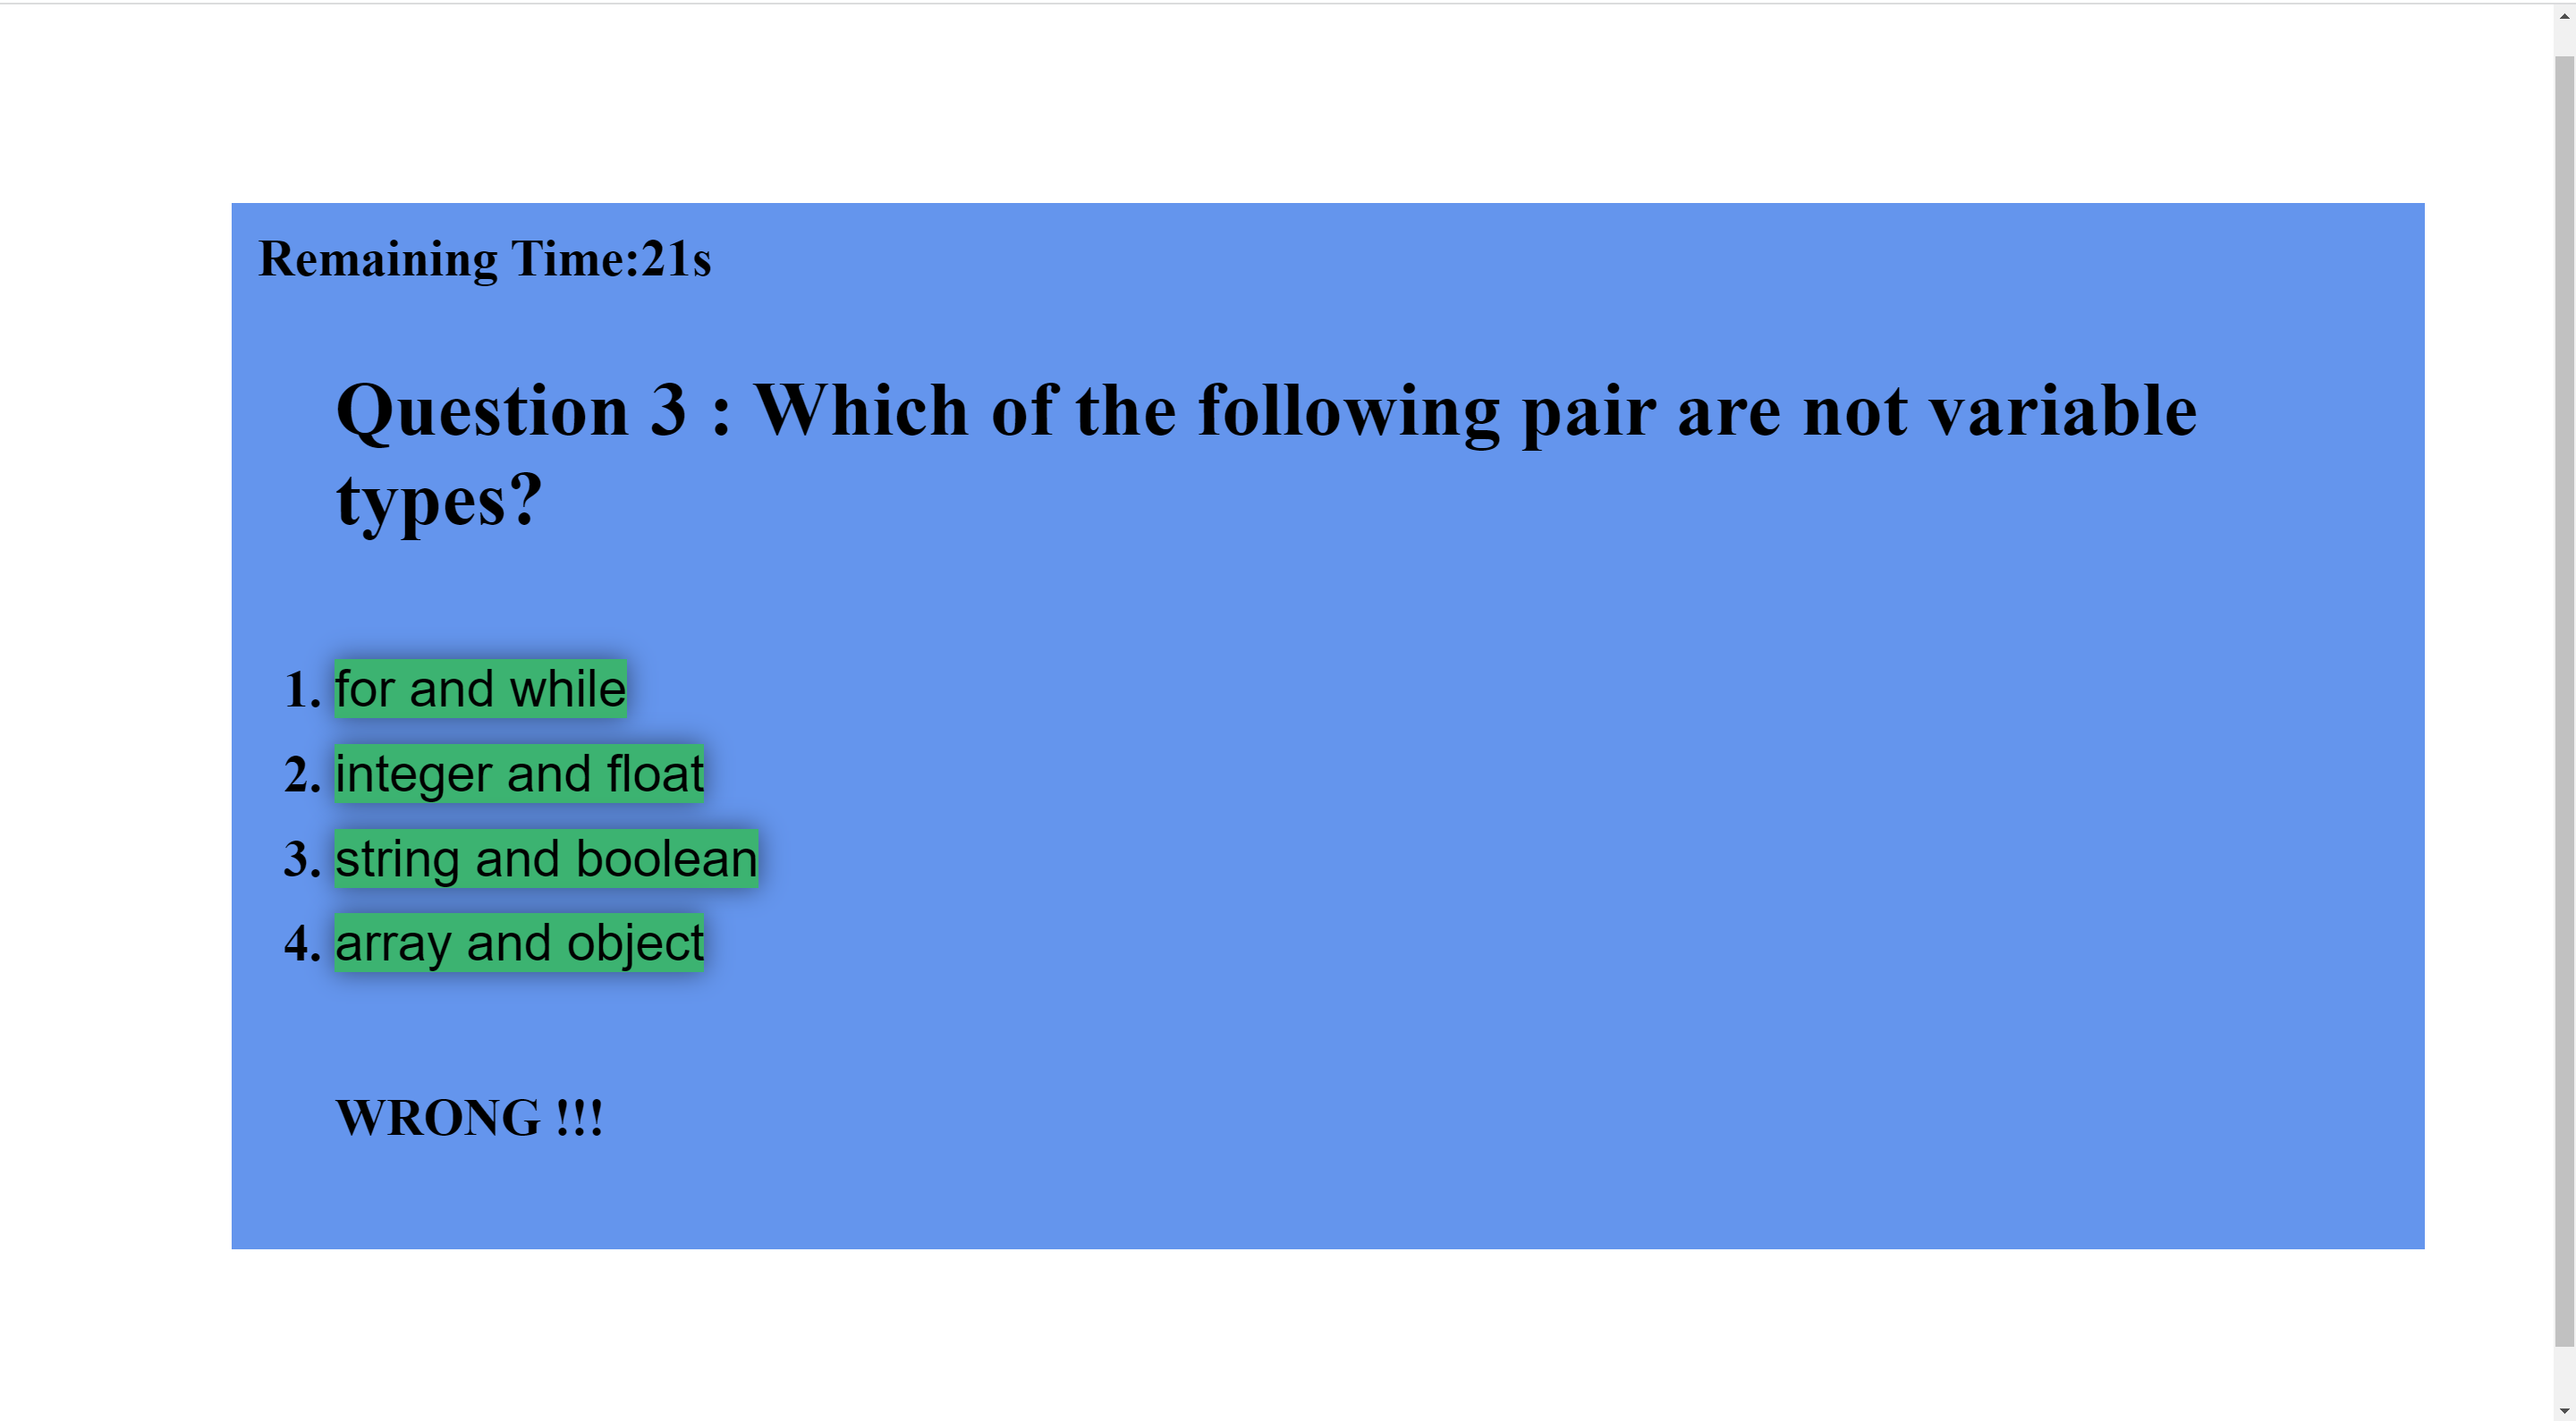 Remaining Time:21s
Question 3 : Which of the following pair are not variable
types?
1. for and while
2. integer and float
3. string and boolean
4. array and object
WRONG !!!